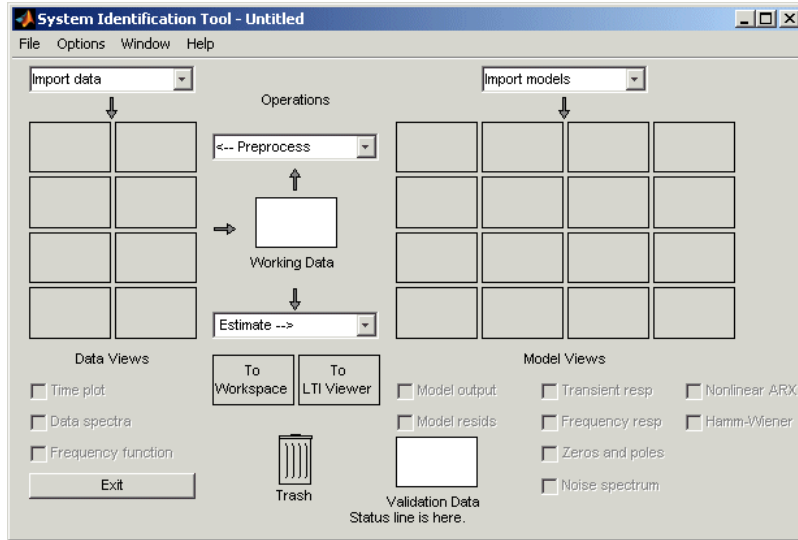 System Identification Tool - Untitled
File Options Window Help
Import data
Operations
Import models
<-- Preprocess
Working Data
Estimate -->
Data Views
Time plot
Data spectra
Frequency function
Exit
To
Workspace
To
LTI Viewer
Trash
Model Views
Model output
Model resids
Transient resp
Frequency resp
Zeros and poles
Noise spectrum
Nonlinear ARX
Hamm-Wiener
Validation Data
Status line is here.